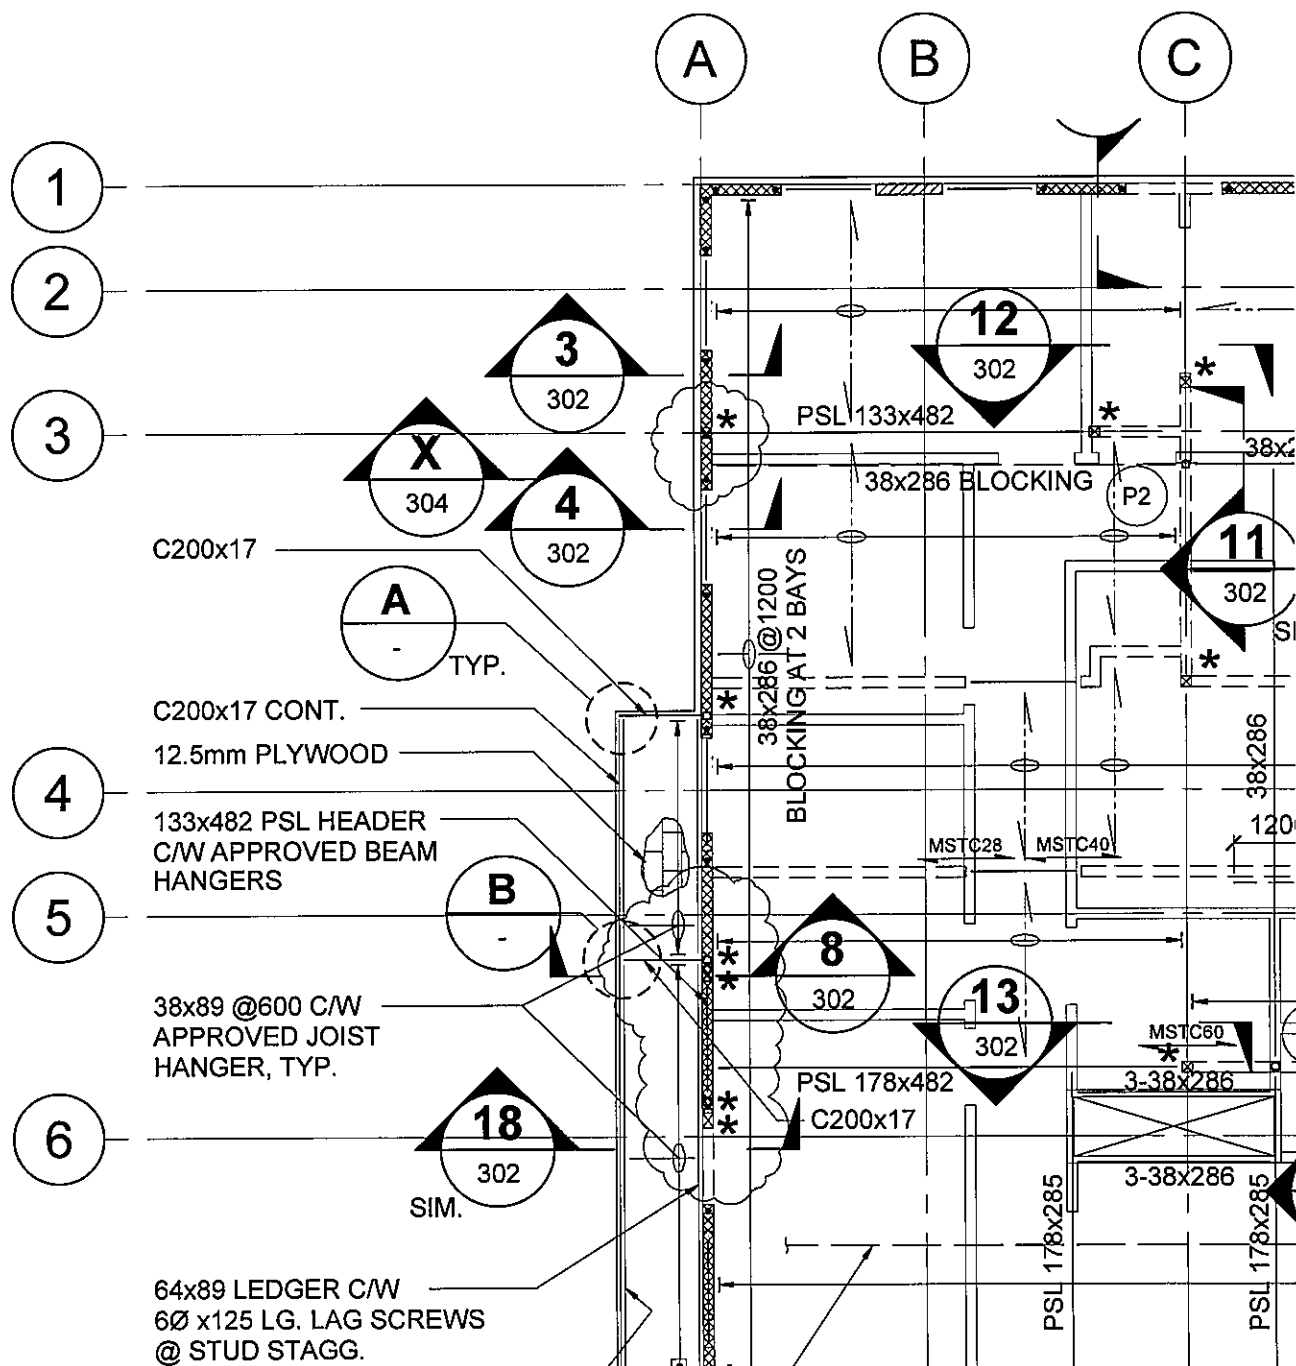 A
B
C
1
2
3
4
5
6
3
302
12
302
*
*
*
PSL 133x482
X
304
4
302
38x286 BLOCKING
P2
C200x17
11
302
A
-
TYP.
38x286 @1200
BLOCKING AT 2 BAYS
*
*
C200x17 CONT.
12.5mm PLYWOOD
38x286
133x482 PSL HEADER
C/W APPROVED BEAM
HANGERS
MSTC28
MSTC40
B
-
8
302
*
*
13
302
38x89 @600 C/W
APPROVED JOIST
HANGER, TYP.
MSTC60
*
PSL 178x482
3-38x286
*
*
C200x17
18
302
SIM.
3-38x286
PSL 178x285
PSL 178x285
64x89 LEDGER C/W
6Ø x125 LG. LAG SCREWS
@ STUD STAGG.